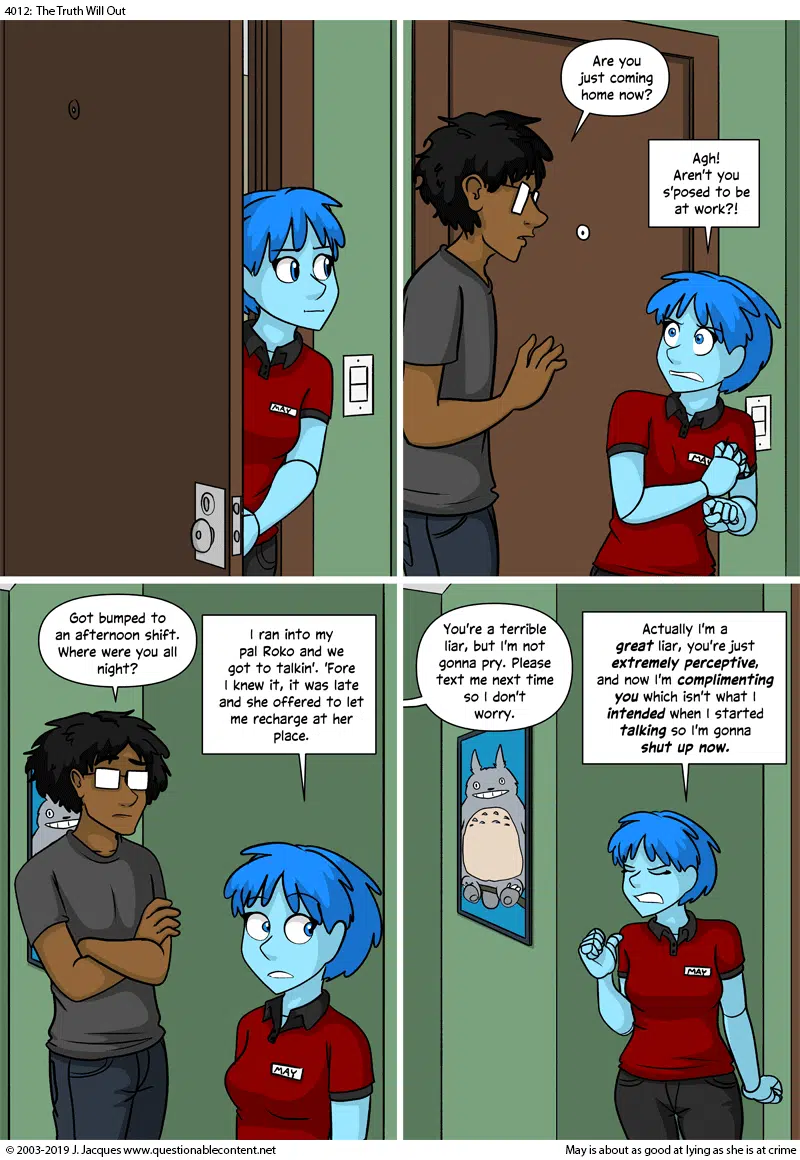 4012: The Truth Will Out
Are you
just coming
home now?
Agh!
Aren't you
s'posed to be
at work?!
MAY
MAY
Got bumped to
an afternoon shift.
Where were you all
night?
I ran into my
pal Roko and we
got to talkin'. 'Fore
I knew it, it was late
and she offered to let
me recharge at her
place.
MAY
You're a terrible
liar, but I'm not
gonna pry. Please
text me next time
so I don't
worry.
Actually I'm a
great liar, you're just
extremely perceptive,
and now I'm complimenting
you which isn't what I
intended when I started
talking so I'm gonna
shut up now.
MAY
© 2003-2019 J. Jacques www.questionablecontent.net
May is about as good at lying as she is at crime